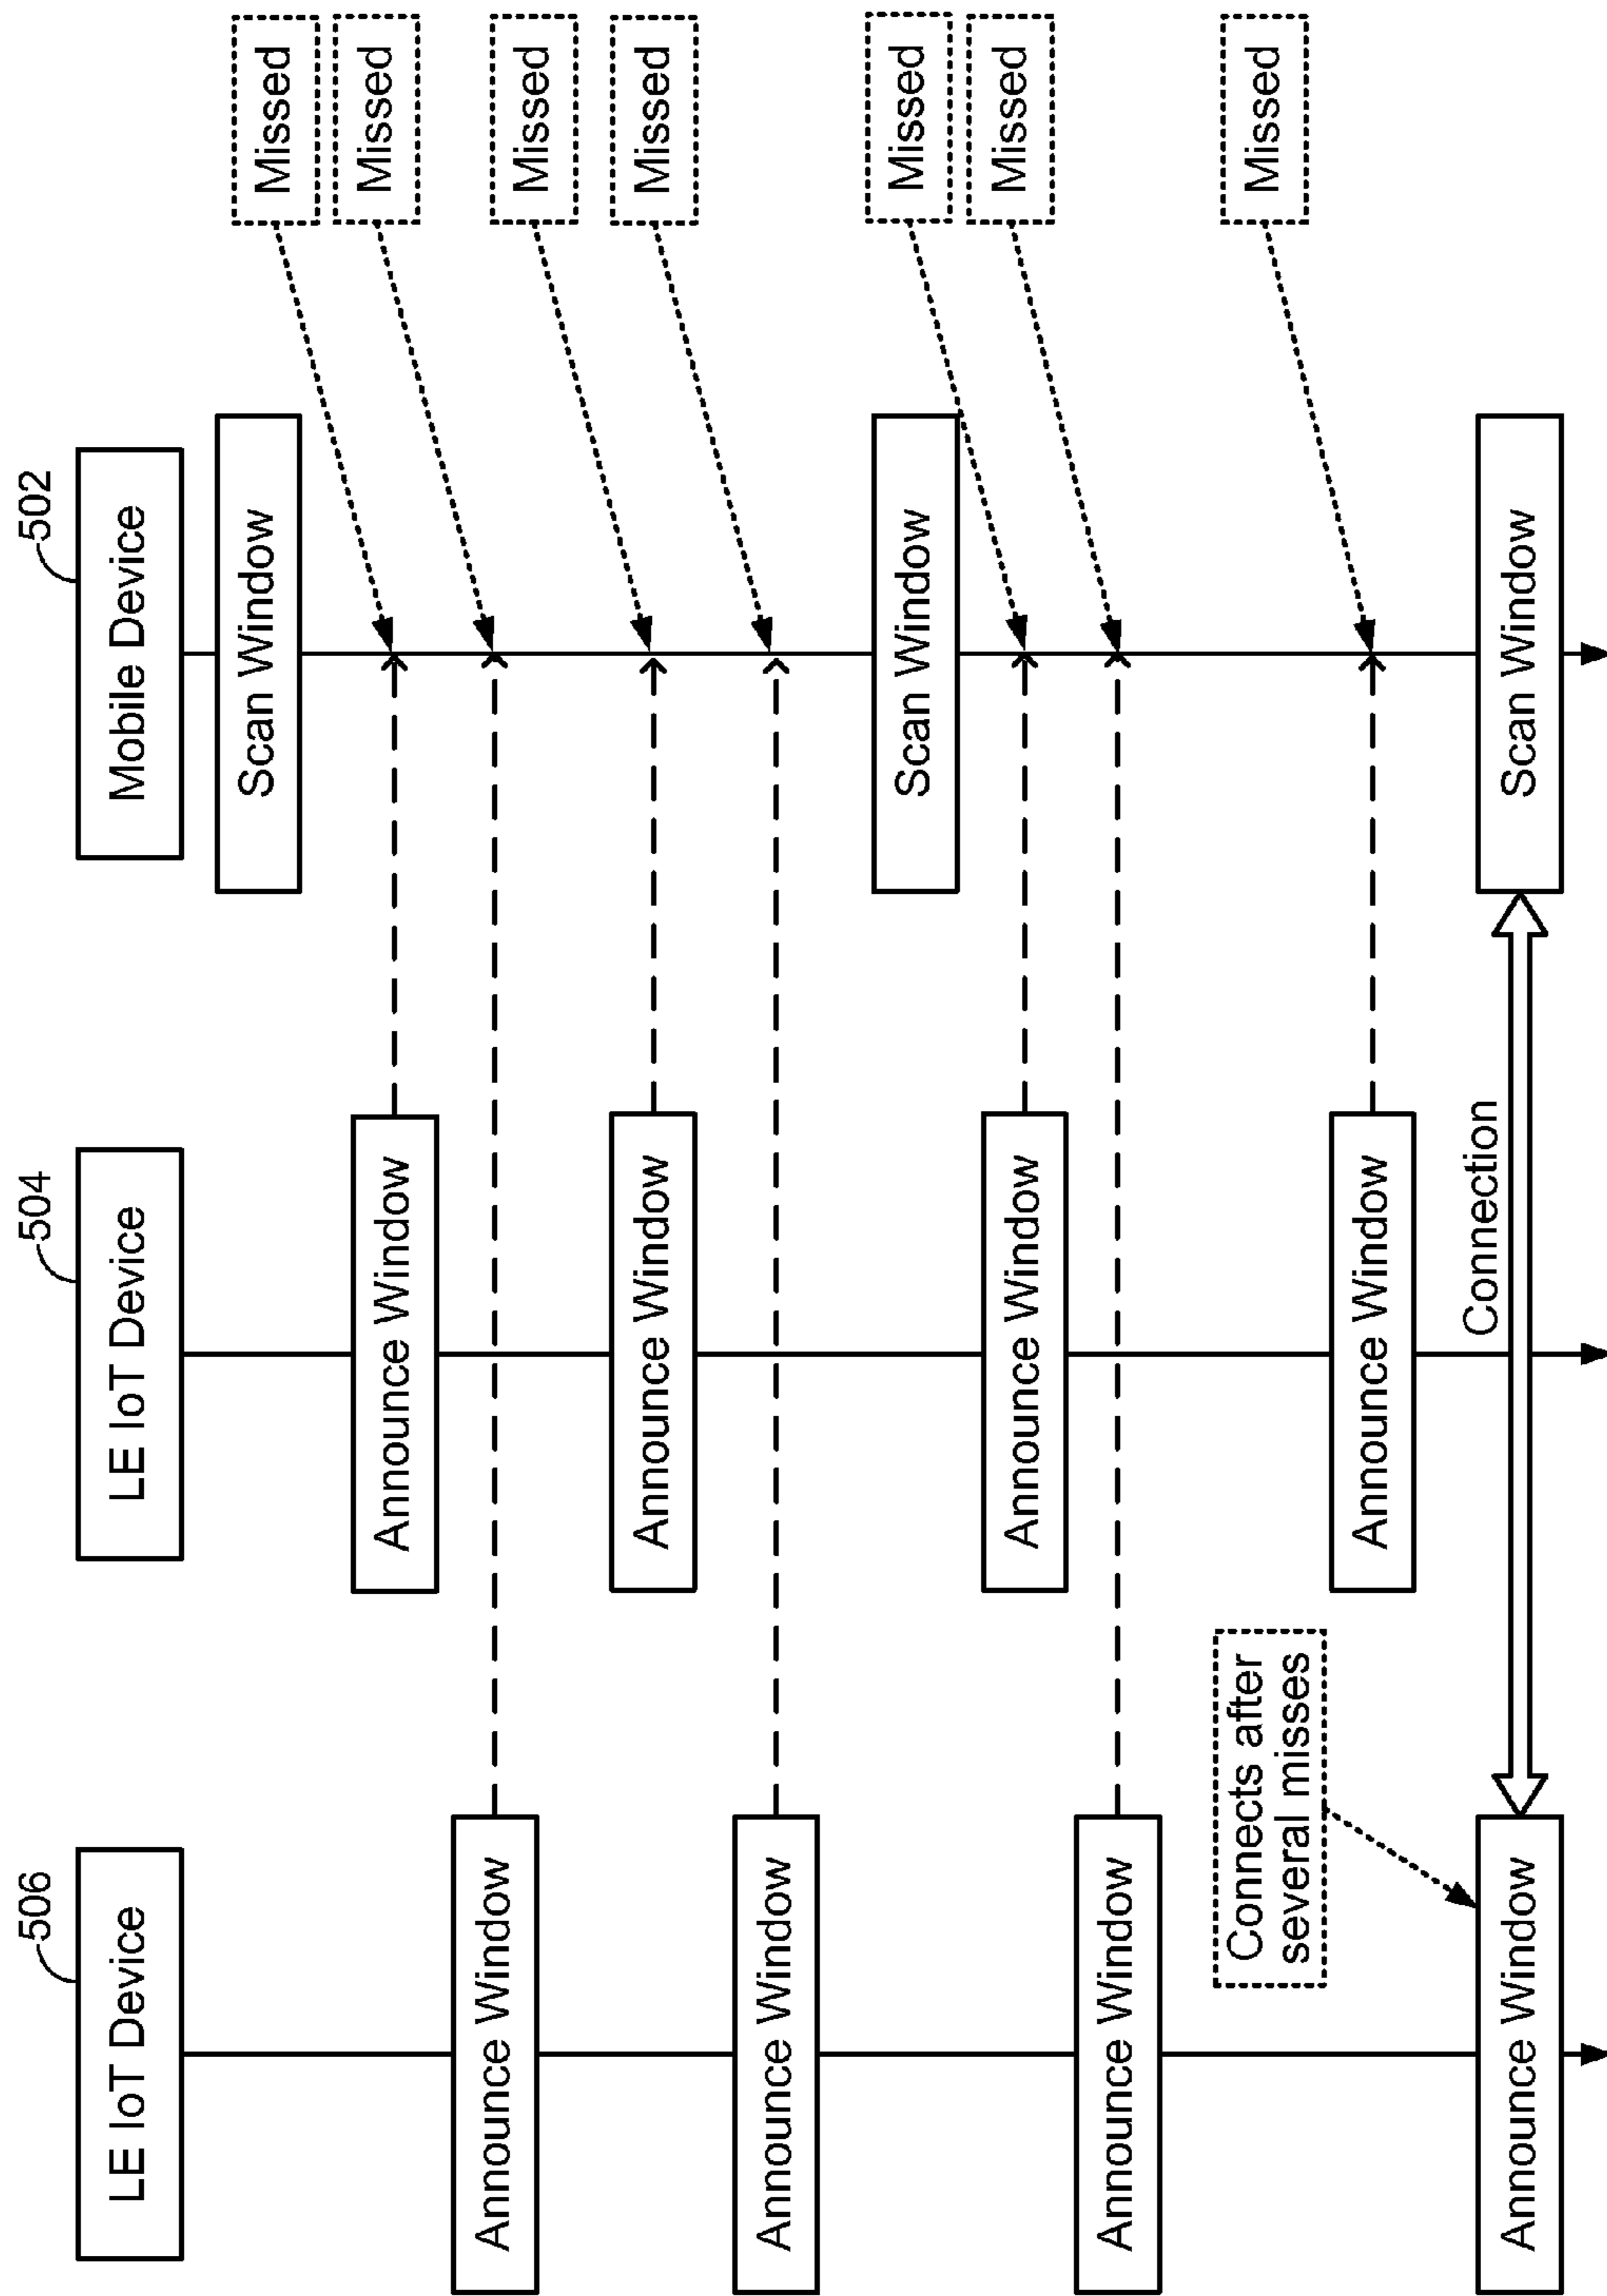 506
504
502
LE IoT Device
LE IoT Device
Mobile Device
Scan Window
Missed
Missed
Announce Window
Announce Window
Missed
Announce Window
Missed
Announce Window
Scan Window
Missed
Announce Window
Missed
Announce Window
Connects after
several misses
Missed
Announce Window
Connection
Announce Window
Scan Window